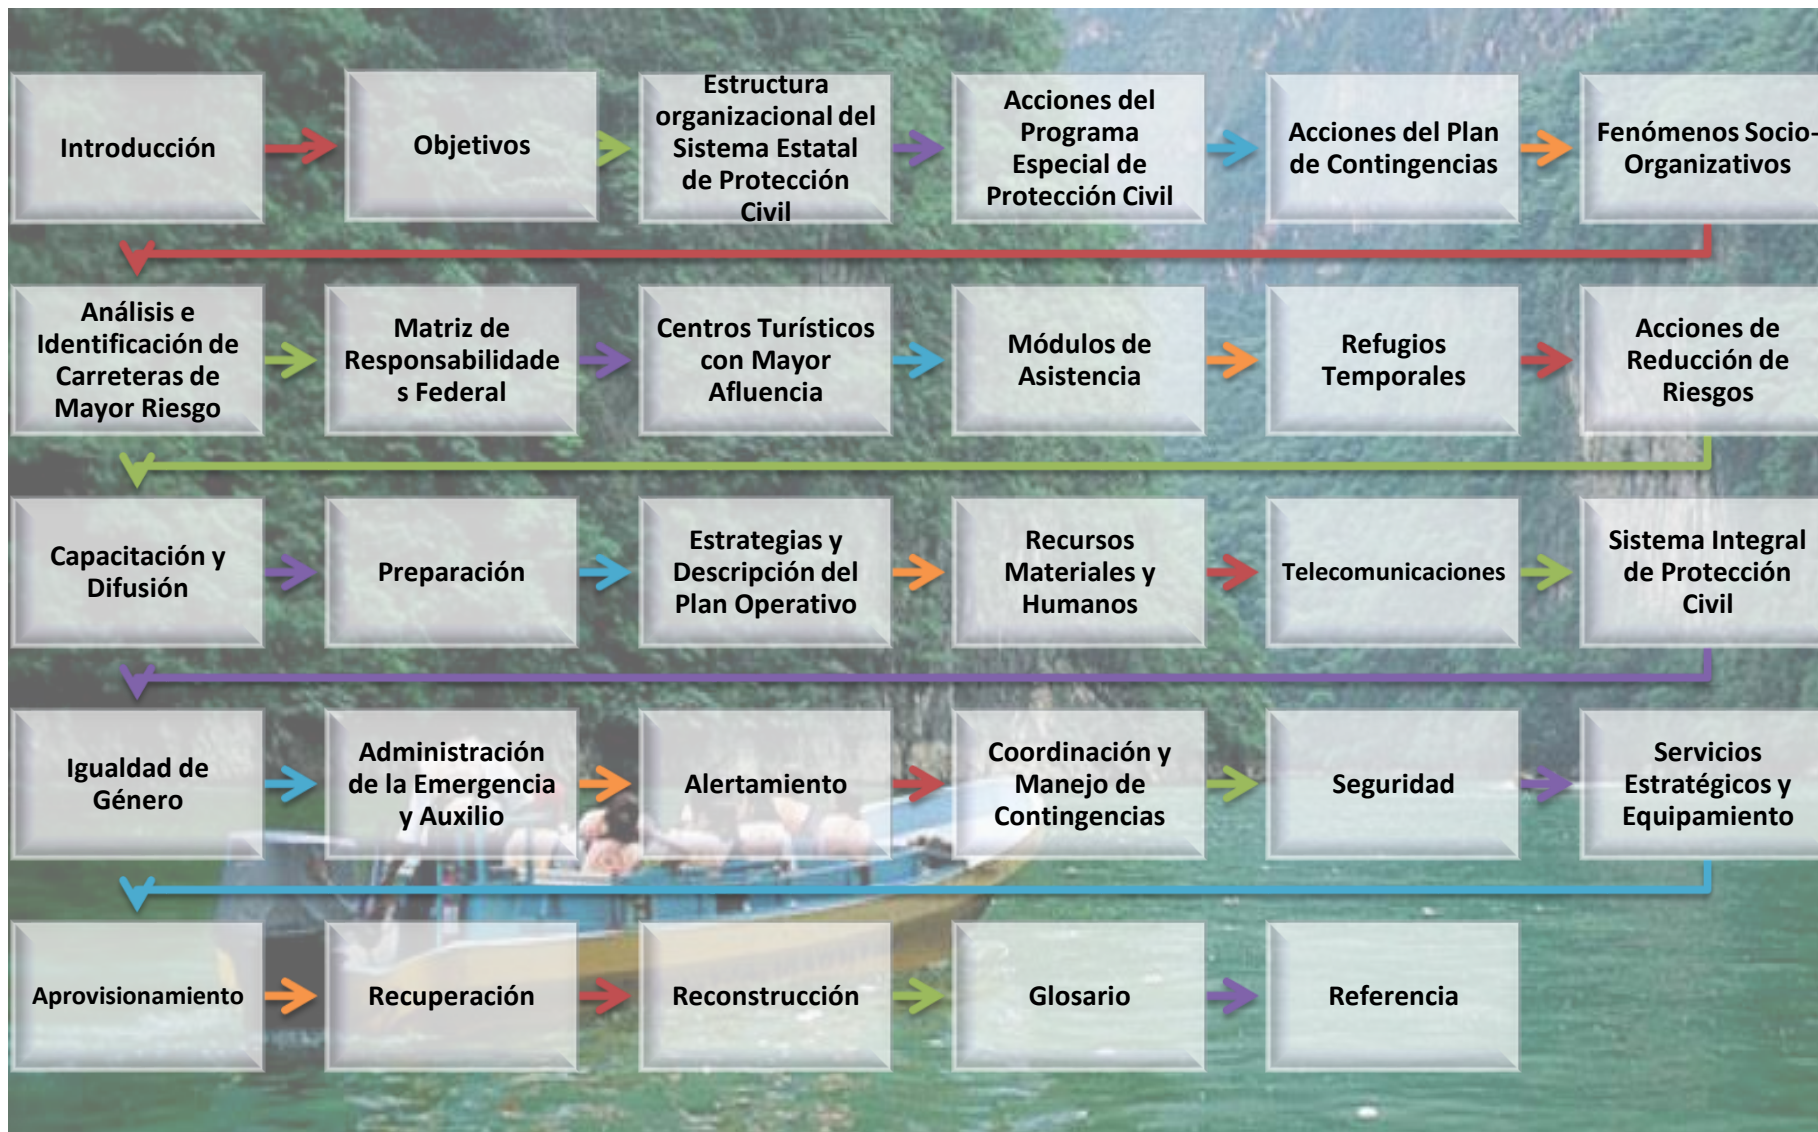 Introducción
Objetivos
Estructura
organizacional del
Sistema Estatal
de Protección
Civil
Acciones del
Programa
Especial de
Protección Civil
Acciones del Plan
de Contingencias
Fenómenos Socio-
Organizativos
Análisis e
Identificación de
Carreteras de
Mayor Riesgo
Matriz de
Responsabilidade
s Federal
Centros Turísticos
con Mayor
Afluencia
Módulos de
Asistencia
Refugios
Temporales
Acciones de
Reducción de
Riesgos
Capacitación y
Difusión
Preparación
Estrategias y
Descripción del
Plan Operativo
Recursos
Materiales y
Humanos
Telecomunicaciones
Sistema Integral
de Protección
Civil
Igualdad de
Género
Administración
de la Emergencia
y Auxilio
Alertamiento
Coordinación y
Manejo de
Contingencias
Seguridad
Servicios
Estratégicos y
Equipamiento
Aprovisionamiento
Recuperación
Reconstrucción
Glosario
Referencia